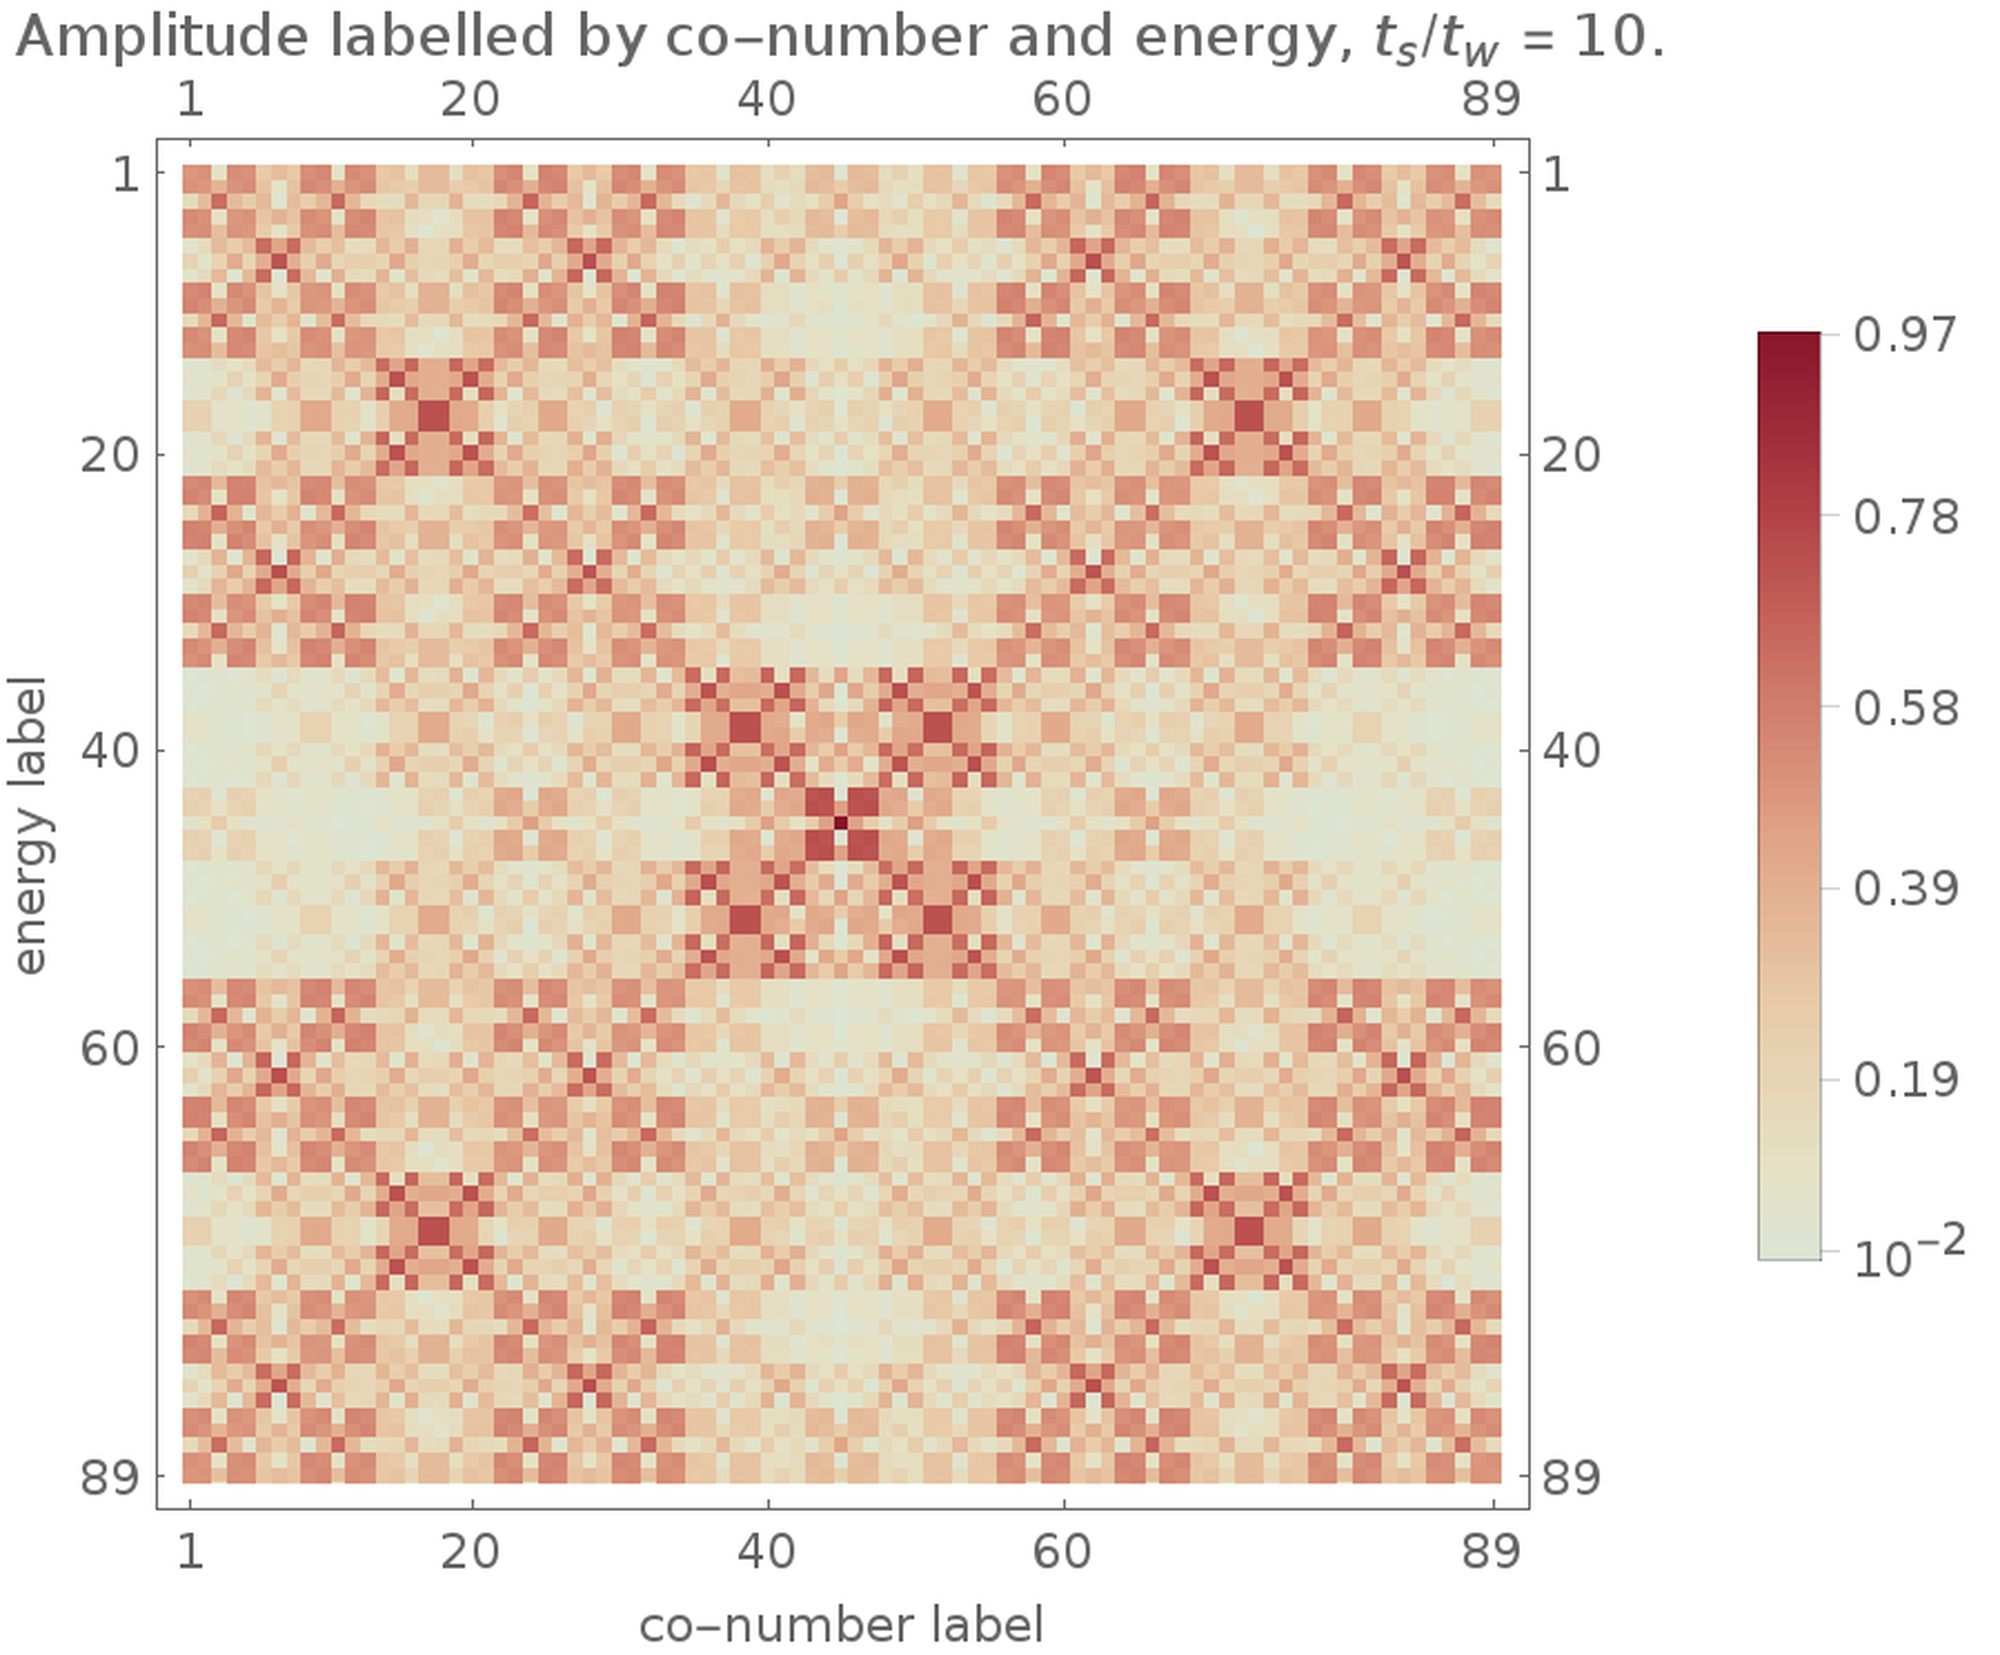 Amplitude labelled by co−number and energy, ts/tw = 10.
1 20 40 60 89
1 1
20 20
40 40
60 60
89 89
1 20 40 60 89
energy label
co−number label
0.97
0.78
0.58
0.39
0.19
10−2